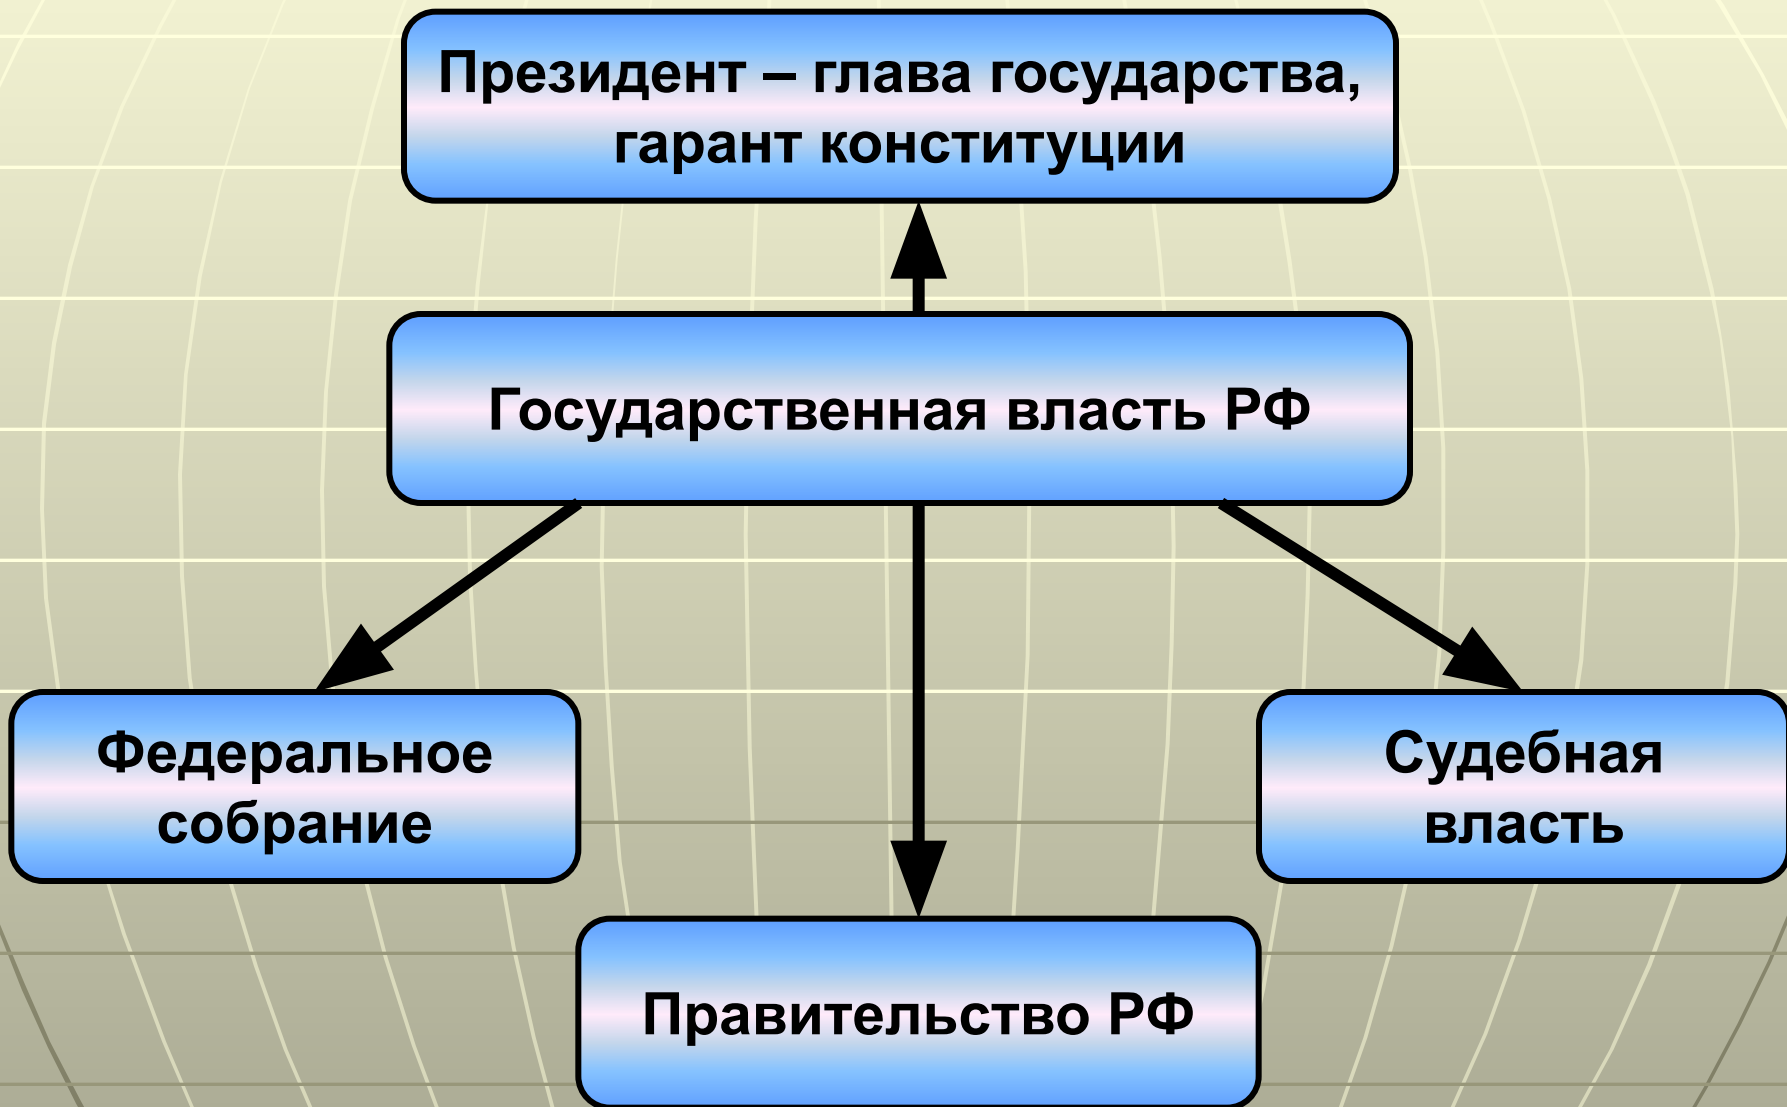 Президент – глава государства,
гарант конституции
Государственная власть РФ
Федеральное
собрание
Судебная
власть
Правительство РФ